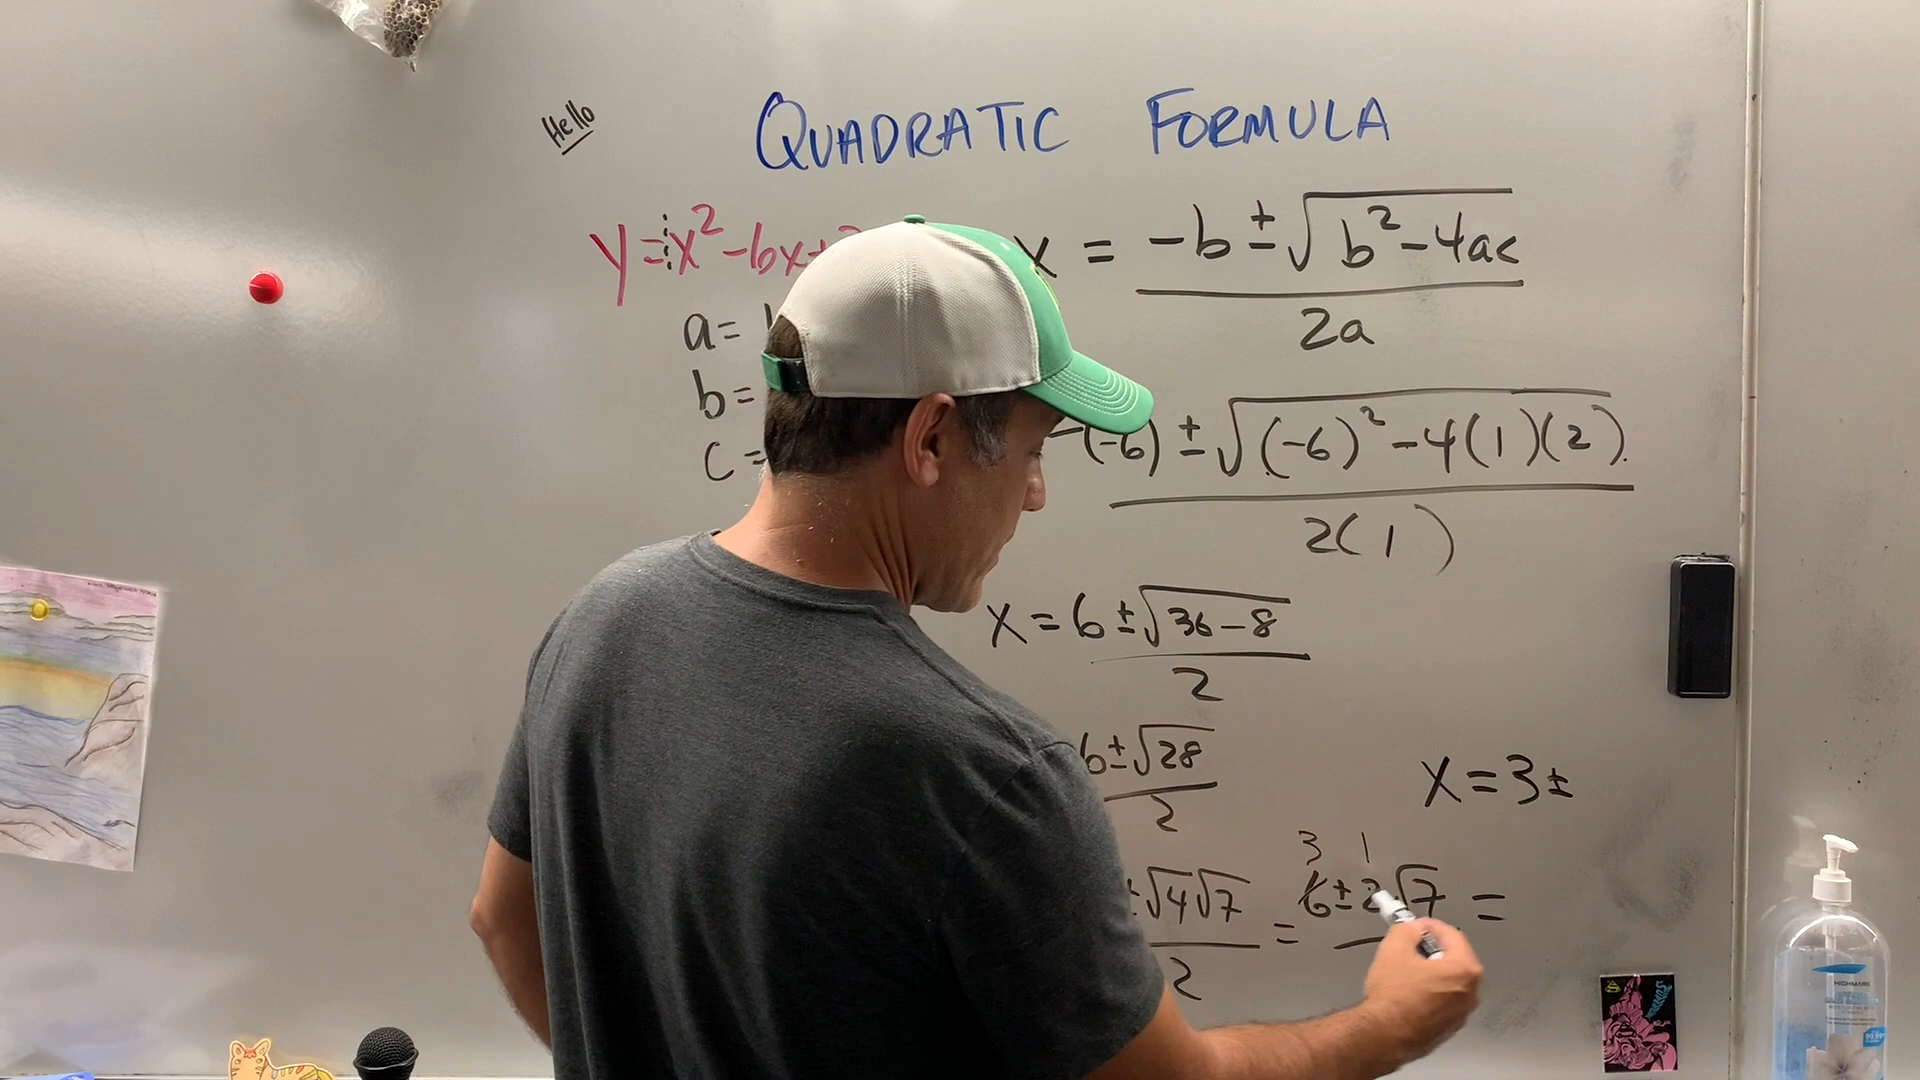 Hello
QUADRATIC FORMULA
y = x² - 6x +
x = -b ± √b² - 4ac
2a
a =
b =
c =
-(-6) ± √(-6)² - 4(1)(2)
2(1)
x = 6 ± √36 - 8
2
6 ± √28
2
x = 3 ±
3 1
± √4√7 = 6 ± 2√7 =
2
HIGHMARK